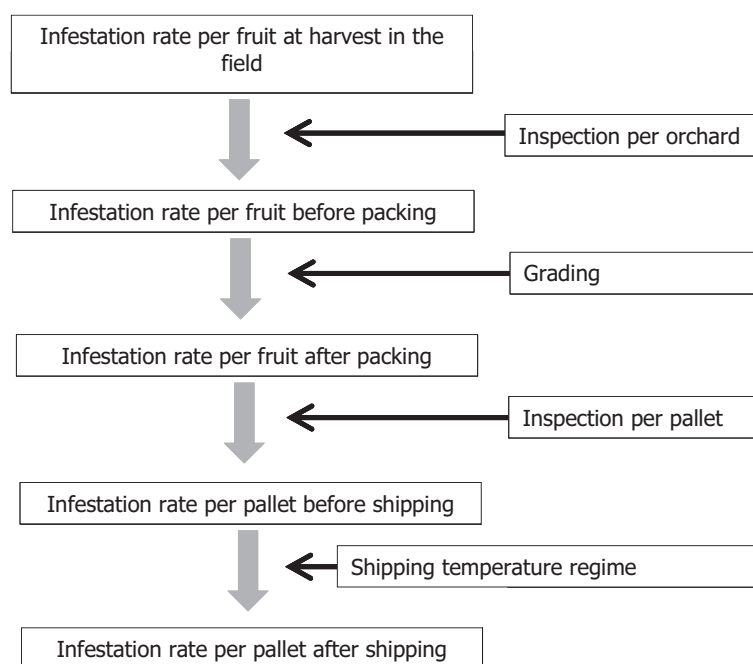 Infestation rate per fruit at harvest in the
field
Inspection per orchard
Infestation rate per fruit before packing
Grading
Infestation rate per fruit after packing
Inspection per pallet
Infestation rate per pallet before shipping
Shipping temperature regime
Infestation rate per pallet after shipping